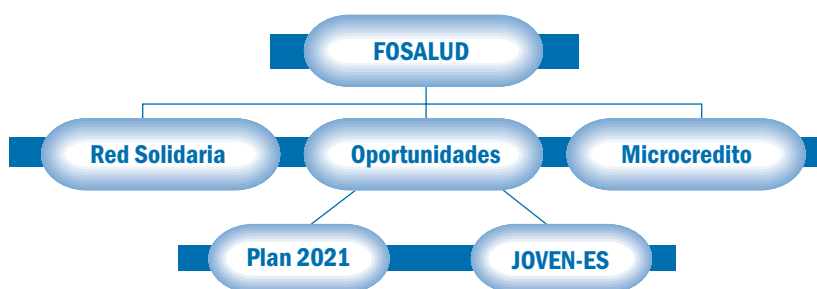 FOSALUD
Red Solidaria
Oportunidades
Microcredito
Plan 2021
JOVEN-ES